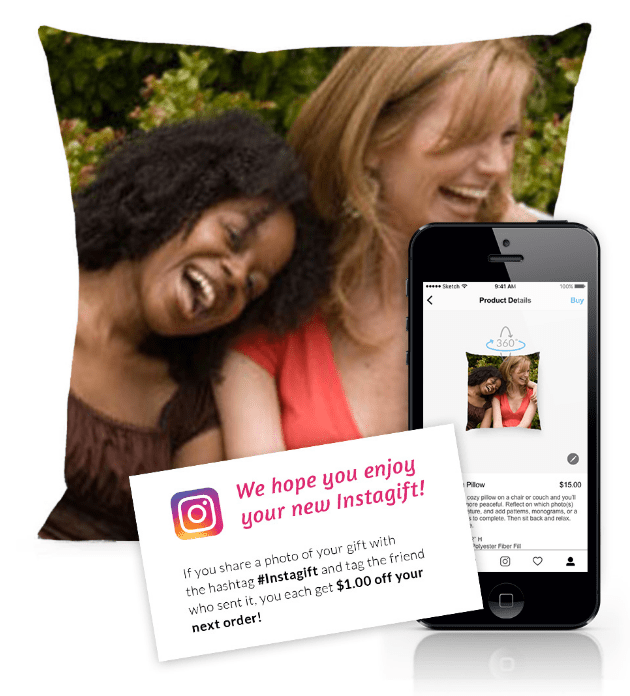 Sketch 9:41 AM 100%
Product Details Buy
360°
Pillow $15.00
cozy pillow on a chair or couch and you'll
more peaceful. Reflect on which photo(s)
and add patterns, monograms, or a
is complete. Then sit back and relax.
H
Polyester Fiber Fill
We hope you enjoy
your new Instagift!
If you share a photo of your gift with
the hashtag #Instagift and tag the friend
who sent it, you each get $1.00 off your
next order!